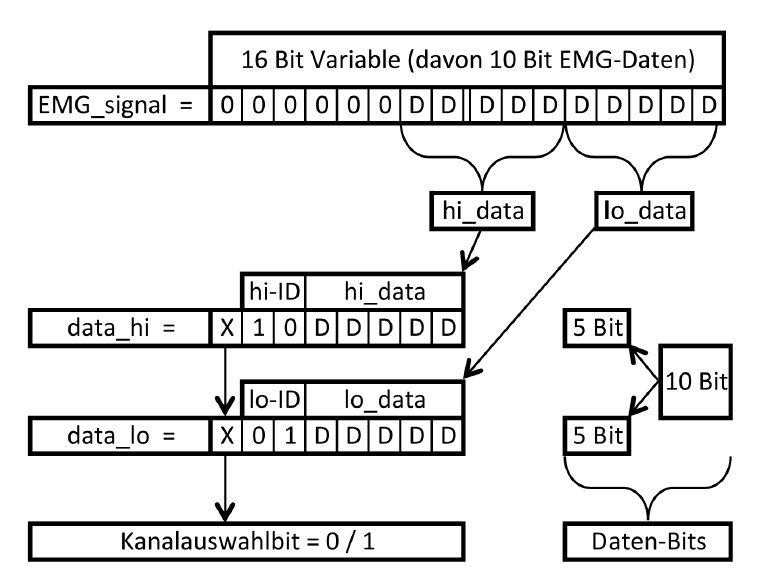 16 Bit Variable (davon 10 Bit EMG-Daten)
EMG_signal = 0 0 0 0 0 0 D D D D D D D D D D
hi_data lo_data
hi-ID hi_data
data_hi = X 1 0 D D D D D 5 Bit
10 Bit
lo-ID lo_data
data_lo = X 0 1 D D D D D 5 Bit
Kanalauswahlbit = 0 / 1 Daten-Bits